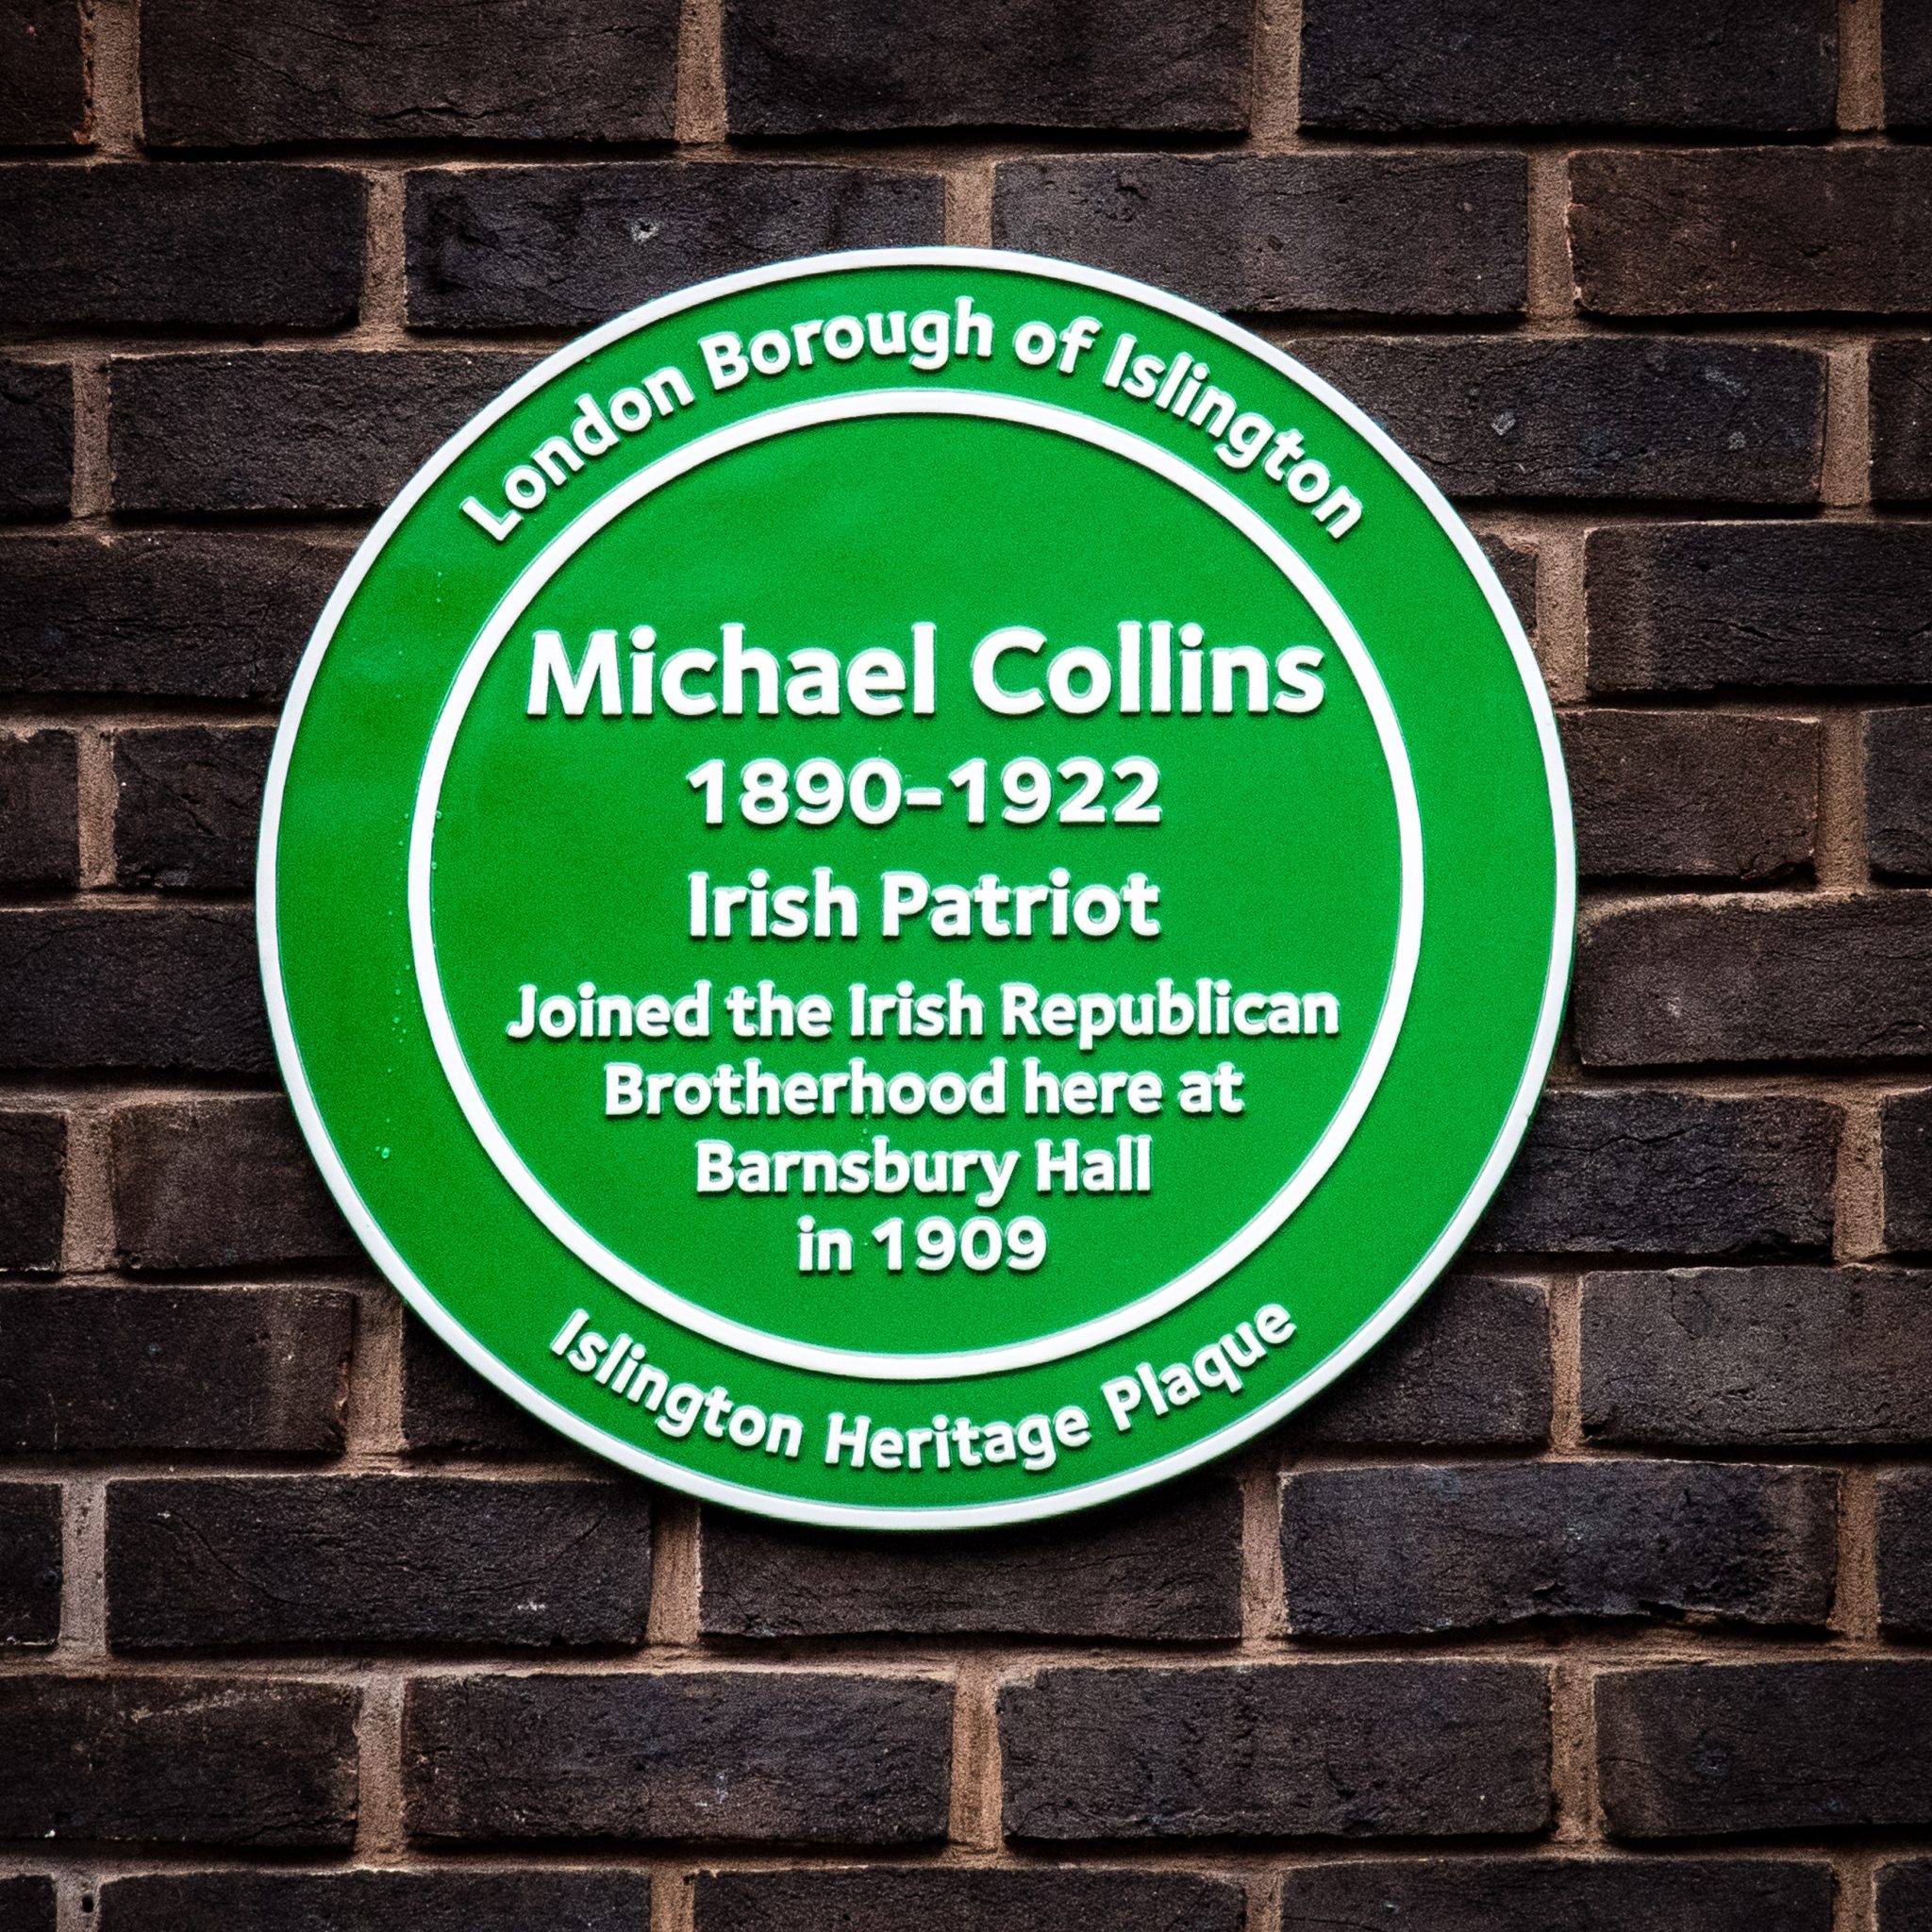 London Borough of Islington
Michael Collins
1890-1922
Irish Patriot
Joined the Irish Republican
Brotherhood here at
Barnsbury Hall
in 1909
Islington Heritage Plaque